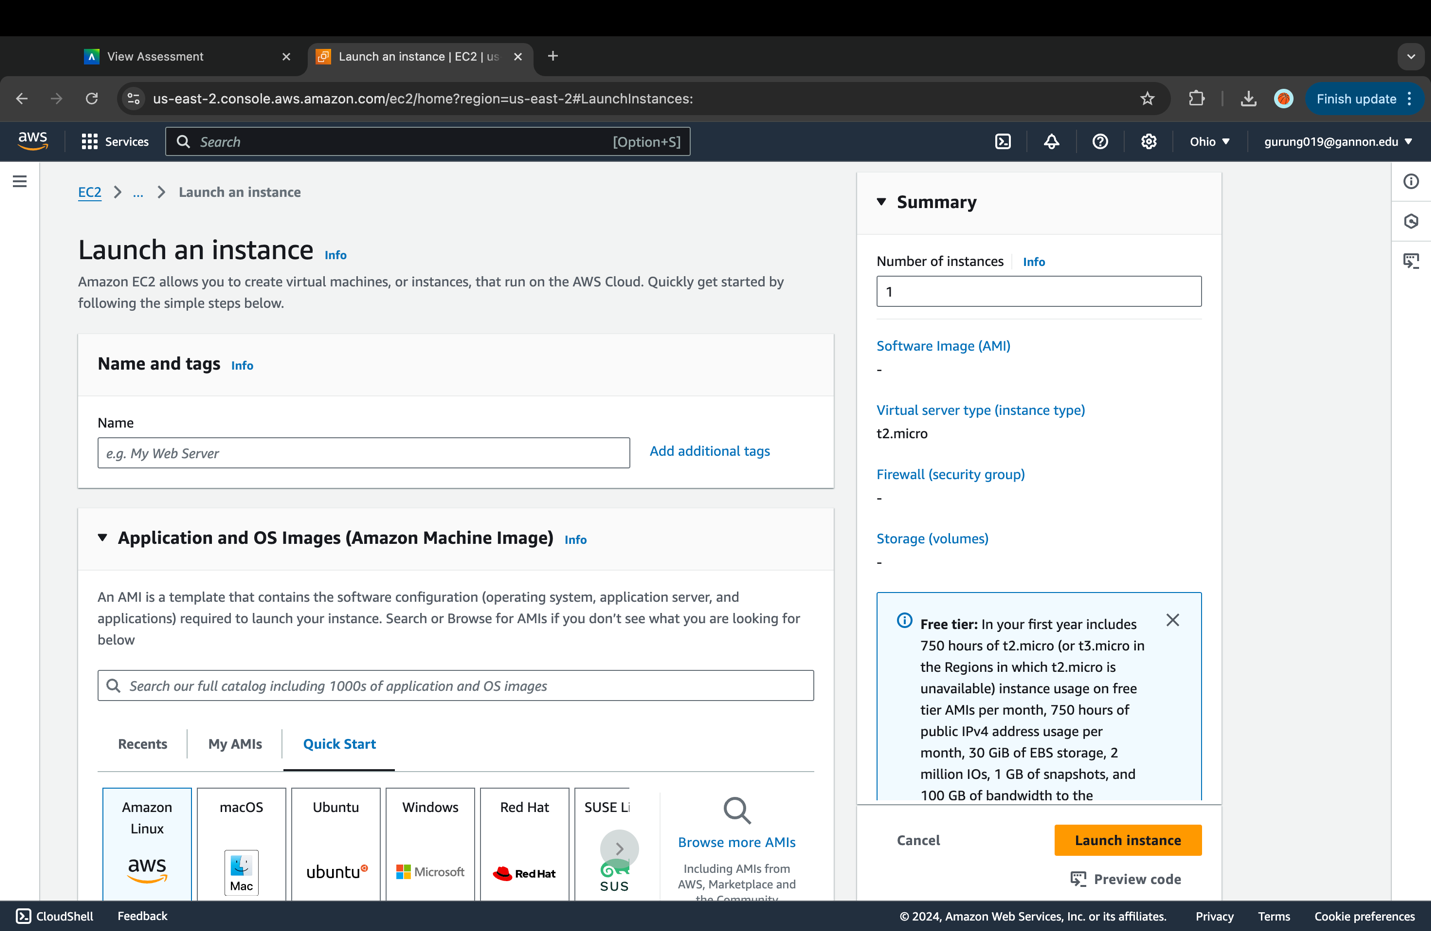 View Assessment
Launch an instance | EC2 | us
Finish update
us-east-2.console.aws.amazon.com/ec2/home?region=us-east-2#LaunchInstances:
aws
Services
Search
[Option+S]
Ohio
gurung019@gannon.edu
EC2
...
Launch an instance
Launch an instance Info
Amazon EC2 allows you to create virtual machines, or instances, that run on the AWS Cloud. Quickly get started by
following the simple steps below.
Name and tags Info
Name
e.g. My Web Server
Add additional tags
Application and OS Images (Amazon Machine Image) Info
An AMI is a template that contains the software configuration (operating system, application server, and
applications) required to launch your instance. Search or Browse for AMIs if you don't see what you are looking for
below
Search our full catalog including 1000s of application and OS images
Recents
My AMIs
Quick Start
Amazon
Linux
aws
macOS
Mac
Ubuntu
ubuntu
Windows
Microsoft
Red Hat
Red Hat
SUSE Li
SUS
Browse more AMIs
Including AMIs from
AWS, Marketplace and
the Community
Summary
Number of instances Info
1
Software Image (AMI)
-
Virtual server type (instance type)
t2.micro
Firewall (security group)
-
Storage (volumes)
-
Free tier: In your first year includes
750 hours of t2.micro (or t3.micro in
the Regions in which t2.micro is
unavailable) instance usage on free
tier AMIs per month, 750 hours of
public IPv4 address usage per
month, 30 GiB of EBS storage, 2
million IOs, 1 GB of snapshots, and
100 GB of bandwidth to the
Cancel
Launch instance
Preview code
CloudShell
Feedback
© 2024, Amazon Web Services, Inc. or its affiliates.
Privacy
Terms
Cookie preferences